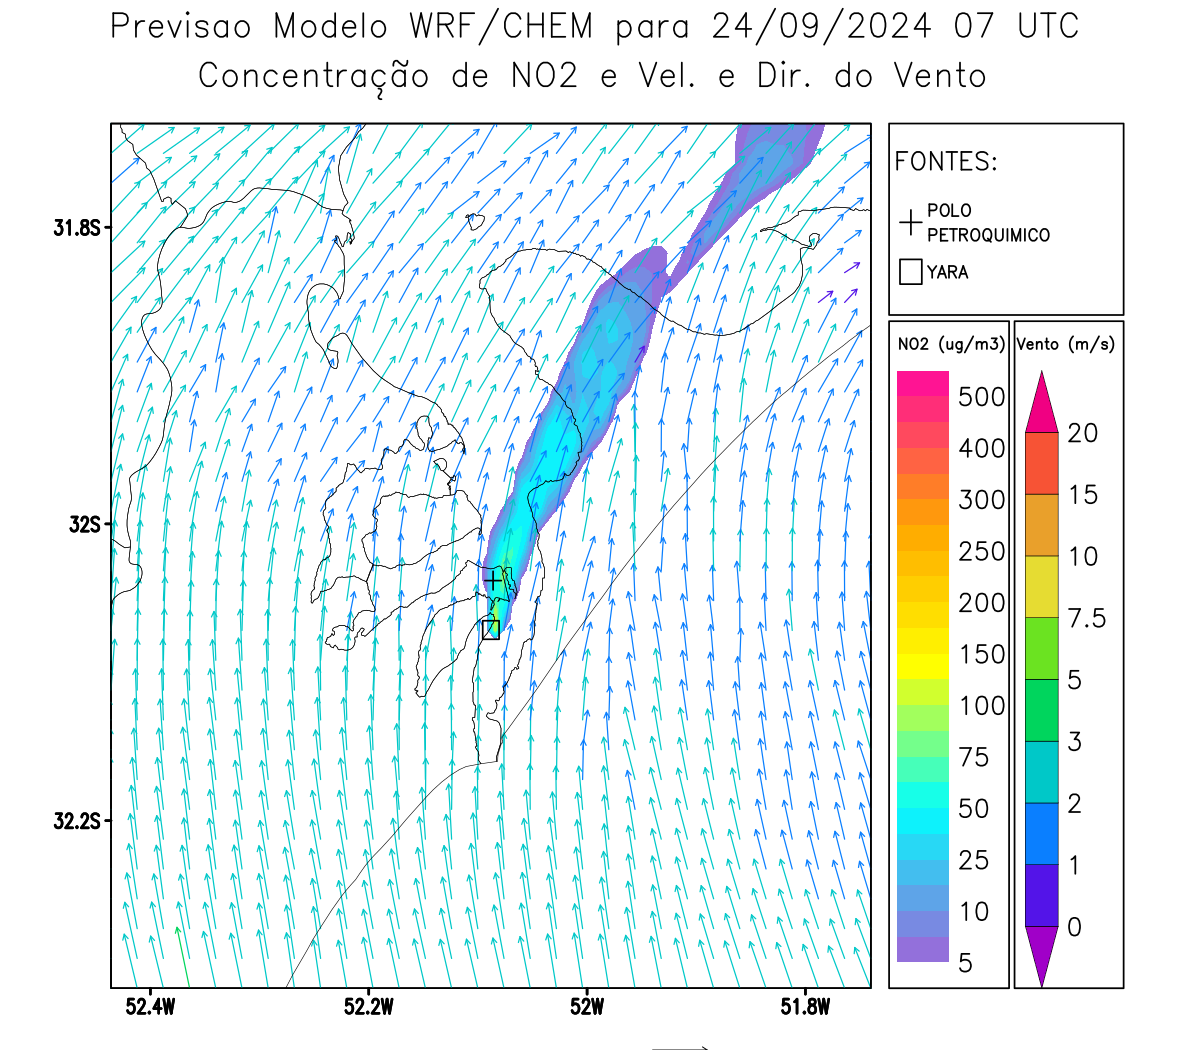 Previsao Modelo WRF/CHEM para 24/09/2024 07 UTC
Concentração de NO2 e Vel. e Dir. do Vento
FONTES:
POLO
PETROQUIMICO
YARA
NO2 (ug/m3)
500
400
300
250
200
150
100
75
50
25
10
5
Vento (m/s)
20
15
10
7.5
5
3
2
1
0
31.8S
32S
32.2S
52.4W
52.2W
52W
51.8W